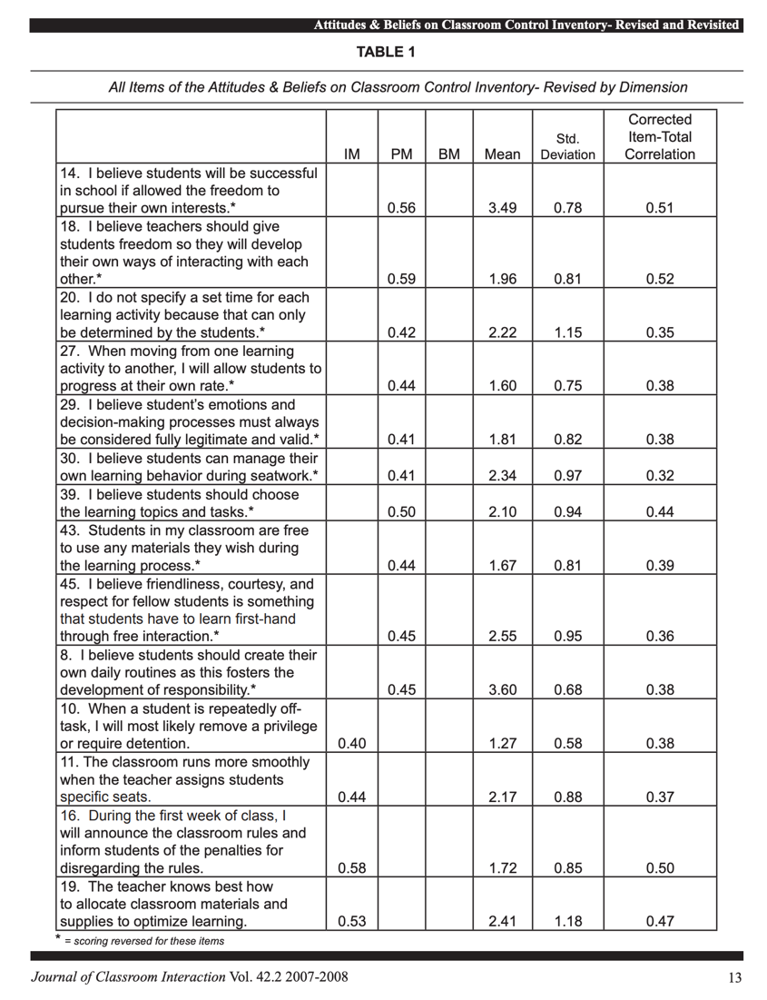 Attitudes & Beliefs on Classroom Control Inventory- Revised and Revisited
TABLE 1
All Items of the Attitudes & Beliefs on Classroom Control Inventory- Revised by Dimension
IM PM BM Mean Std. Deviation Corrected Item-Total Correlation
14. I believe students will be successful
in school if allowed the freedom to
pursue their own interests.* 0.56 3.49 0.78 0.51
18. I believe teachers should give
students freedom so they will develop
their own ways of interacting with each
other.* 0.59 1.96 0.81 0.52
20. I do not specify a set time for each
learning activity because that can only
be determined by the students.* 0.42 2.22 1.15 0.35
27. When moving from one learning
activity to another, I will allow students to
progress at their own rate.* 0.44 1.60 0.75 0.38
29. I believe student's emotions and
decision-making processes must always
be considered fully legitimate and valid.* 0.41 1.81 0.82 0.38
30. I believe students can manage their
own learning behavior during seatwork.* 0.41 2.34 0.97 0.32
39. I believe students should choose
the learning topics and tasks.* 0.50 2.10 0.94 0.44
43. Students in my classroom are free
to use any materials they wish during
the learning process.* 0.44 1.67 0.81 0.39
45. I believe friendliness, courtesy, and
respect for fellow students is something
that students have to learn first-hand
through free interaction.* 0.45 2.55 0.95 0.36
8. I believe students should create their
own daily routines as this fosters the
development of responsibility.* 0.45 3.60 0.68 0.38
10. When a student is repeatedly off-
task, I will most likely remove a privilege
or require detention. 0.40 1.27 0.58 0.38
11. The classroom runs more smoothly
when the teacher assigns students
specific seats. 0.44 2.17 0.88 0.37
16. During the first week of class, I
will announce the classroom rules and
inform students of the penalties for
disregarding the rules. 0.58 1.72 0.85 0.50
19. The teacher knows best how
to allocate classroom materials and
supplies to optimize learning. 0.53 2.41 1.18 0.47
* = scoring reversed for these items
Journal of Classroom Interaction Vol. 42.2 2007-2008 13